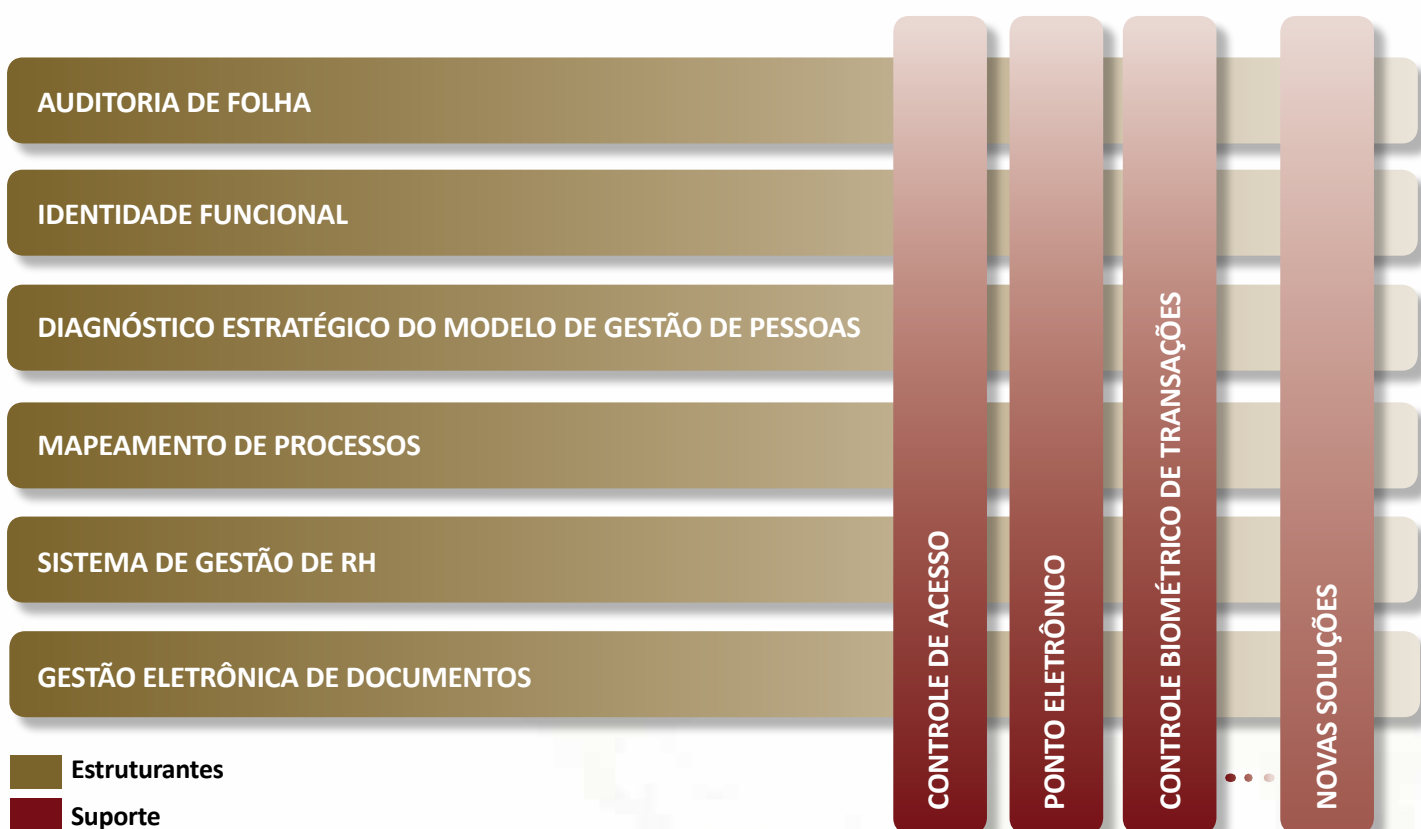 AUDITORIA DE FOLHA
IDENTIDADE FUNCIONAL
DIAGNÓSTICO ESTRATÉGICO DO MODELO DE GESTÃO DE PESSOAS
MAPEAMENTO DE PROCESSOS
SISTEMA DE GESTÃO DE RH
GESTÃO ELETRÔNICA DE DOCUMENTOS
CONTROLE DE ACESSO
PONTO ELETRÔNICO
CONTROLE BIOMÉTRICO DE TRANSAÇÕES
NOVAS SOLUÇÕES
Estruturantes
Suporte